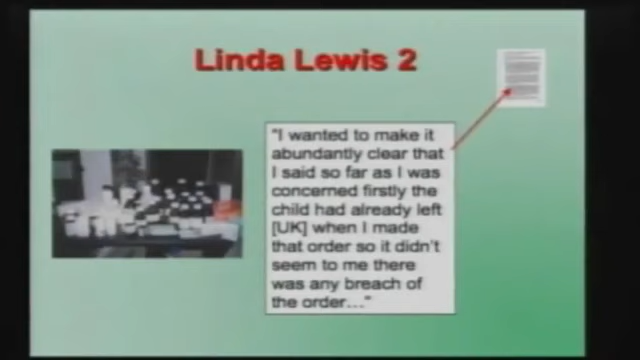 Linda Lewis 2
"I wanted to make it
abundantly clear that
I said so far as I was
concerned firstly the
child had already left
[UK] when I made
that order so it didn't
seem to me there
was any breach of
the order…"